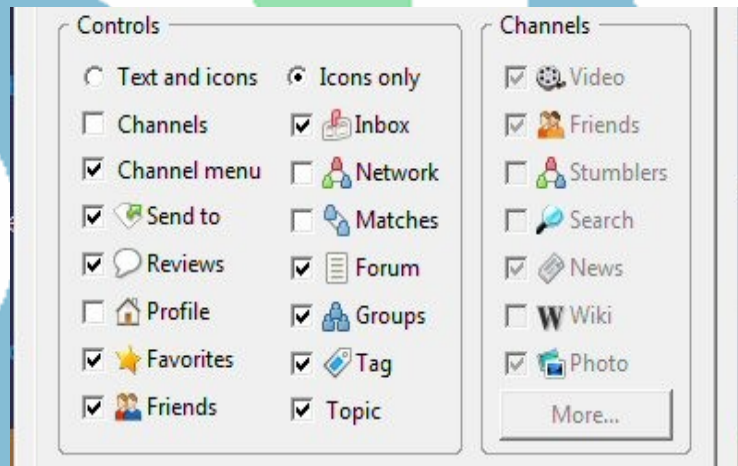 Controls
Text and icons Icons only
Channels Inbox
Channel menu Network
Send to Matches
Reviews Forum
Profile Groups
Favorites Tag
Friends Topic
Channels
Video
Friends
Stumblers
Search
News
W Wiki
Photo
More...